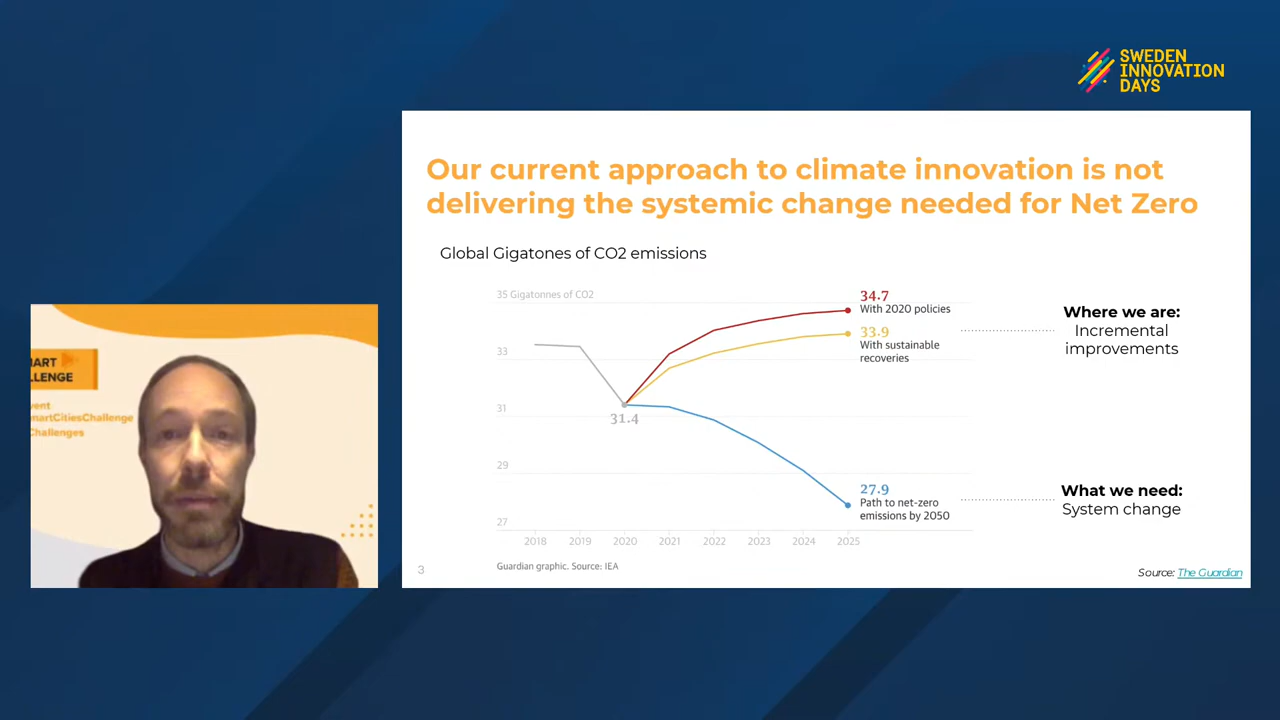 SWEDEN
INNOVATION
DAYS
Our current approach to climate innovation is not
delivering the systemic change needed for Net Zero
Global Gigatones of CO2 emissions
35 Gigatonnes of CO2
33
31
29
27
34.7
With 2020 policies
33.9
With sustainable
recoveries
31.4
27.9
Path to net-zero
emissions by 2050
2018 2019 2020 2021 2022 2023 2024 2025
Guardian graphic. Source: IEA
Where we are:
Incremental
improvements
What we need:
System change
3
Source: The Guardian
MART
LLENGE
vent
martCitiesChallenge
Challenges